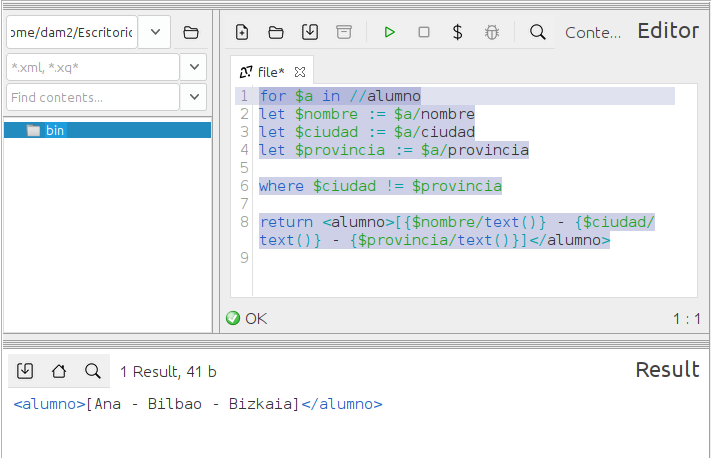 ome/dam2/Escritoric
*.xml, *.xq*
Find contents...
bin
Conte... Editor
file*
1 for $a in //alumno
2 let $nombre := $a/nombre
3 let $ciudad := $a/ciudad
4 let $provincia := $a/provincia
5
6 where $ciudad != $provincia
7
8 return <alumno>[{$nombre/text()} - {$ciudad/
text()} - {$provincia/text()}]</alumno>
9
OK 1 : 1
1 Result, 41 b Result
<alumno>[Ana - Bilbao - Bizkaia]</alumno>